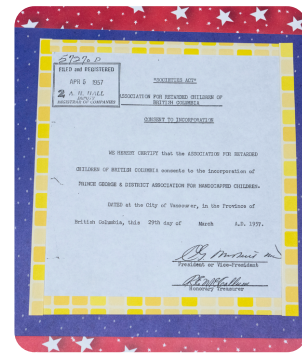 5727a D
FILED and REGISTERED
APR 5 1957
A. H. HALL
DEPUTY
REGISTRAR OF COMPANIES
"SOCIETIES ACT"
ASSOCIATION FOR RETARDED CHILDREN OF
BRITISH COLUMBIA
CONSENT TO INCORPORATION
WE HEREBY CERTIFY that the ASSOCIATION FOR RETARDED
CHILDREN OF BRITISH COLUMBIA consents to the incorporation of
PRINCE GEORGE & DISTRICT ASSOCIATION FOR HANDICAPPED CHILDREN.
DATED at the City of Vancouver, in the Province of
British Columbia, this 29th day of March A.D. 1957.
President or Vice-President
Honorary Treasurer